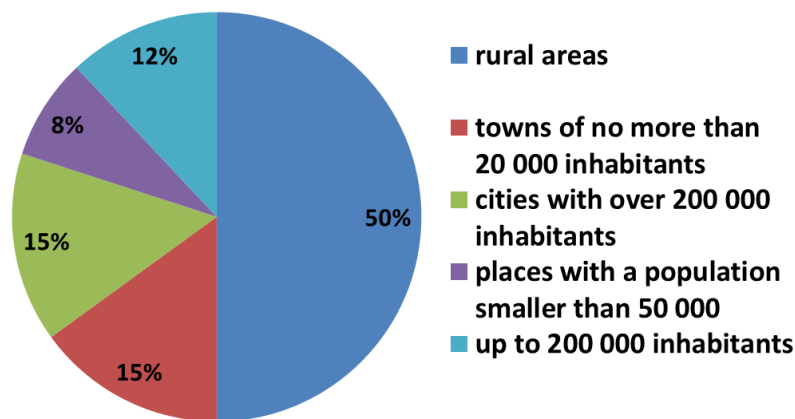 12%
8%
15%
15%
50%
rural areas
towns of no more than
20 000 inhabitants
cities with over 200 000
inhabitants
places with a population
smaller than 50 000
up to 200 000 inhabitants